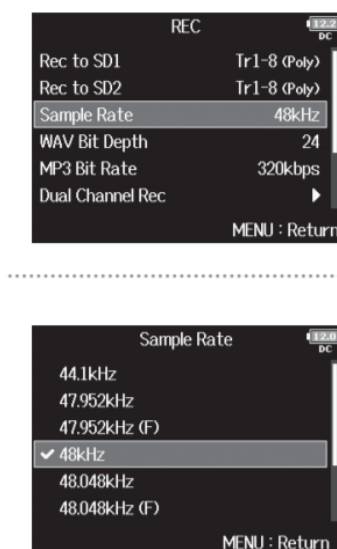 REC
12.2
DC
Rec to SD1 Tr1-8 (Poly)
Rec to SD2 Tr1-8 (Poly)
Sample Rate 48kHz
WAV Bit Depth 24
MP3 Bit Rate 320kbps
Dual Channel Rec
MENU : Return
Sample Rate
12.0
DC
44.1kHz
47.952kHz
47.952kHz (F)
48kHz
48.048kHz
48.048kHz (F)
MENU : Return